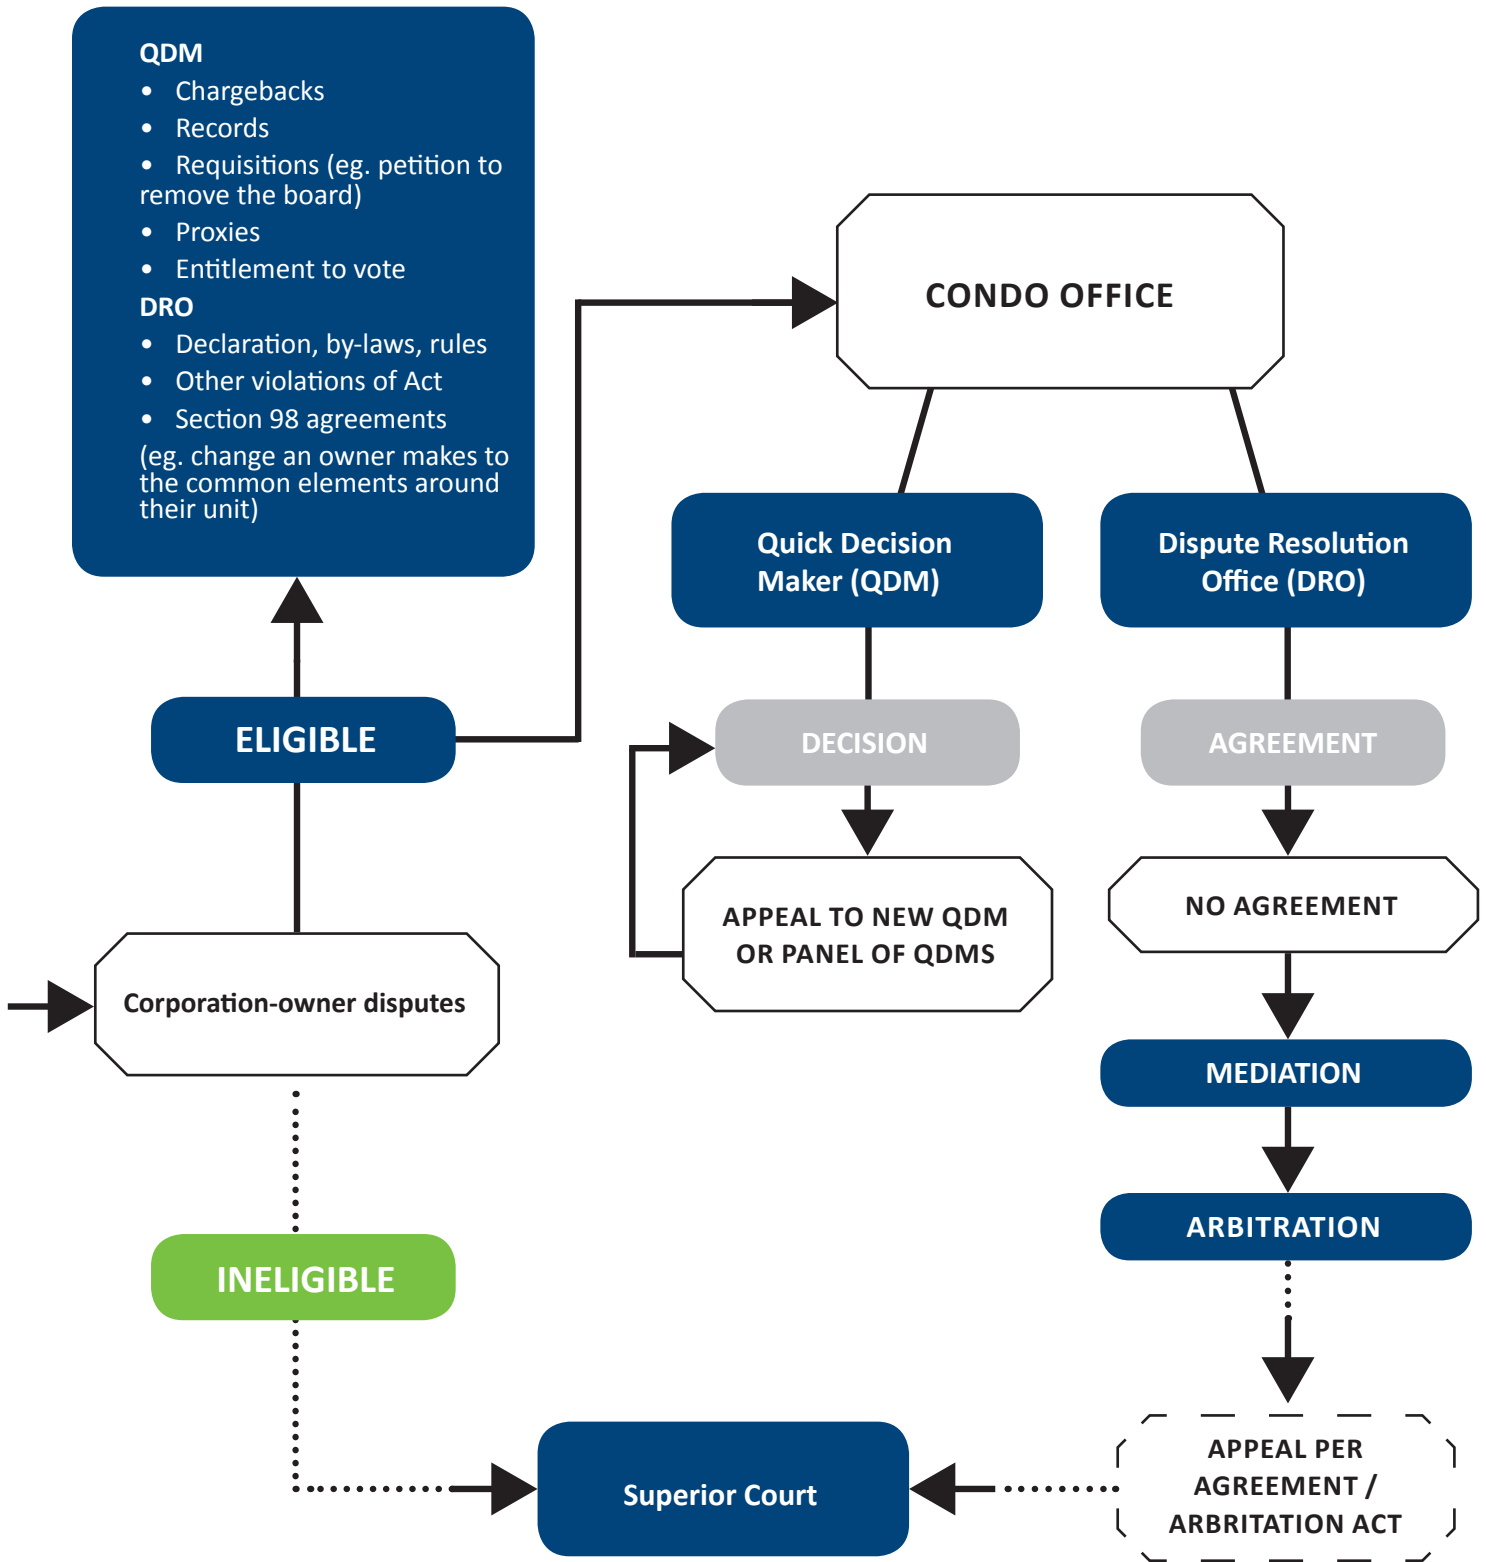 QDM
• Chargebacks
• Records
• Requisitions (eg. petition to
remove the board)
• Proxies
• Entitlement to vote
DRO
• Declaration, by-laws, rules
• Other violations of Act
• Section 98 agreements
(eg. change an owner makes to
the common elements around
their unit)
CONDO OFFICE
Quick Decision
Maker (QDM)
Dispute Resolution
Office (DRO)
ELIGIBLE
DECISION
AGREEMENT
APPEAL TO NEW QDM
OR PANEL OF QDMS
NO AGREEMENT
Corporation-owner disputes
MEDIATION
ARBITRATION
INELIGIBLE
Superior Court
APPEAL PER
AGREEMENT /
ARBRITATION ACT